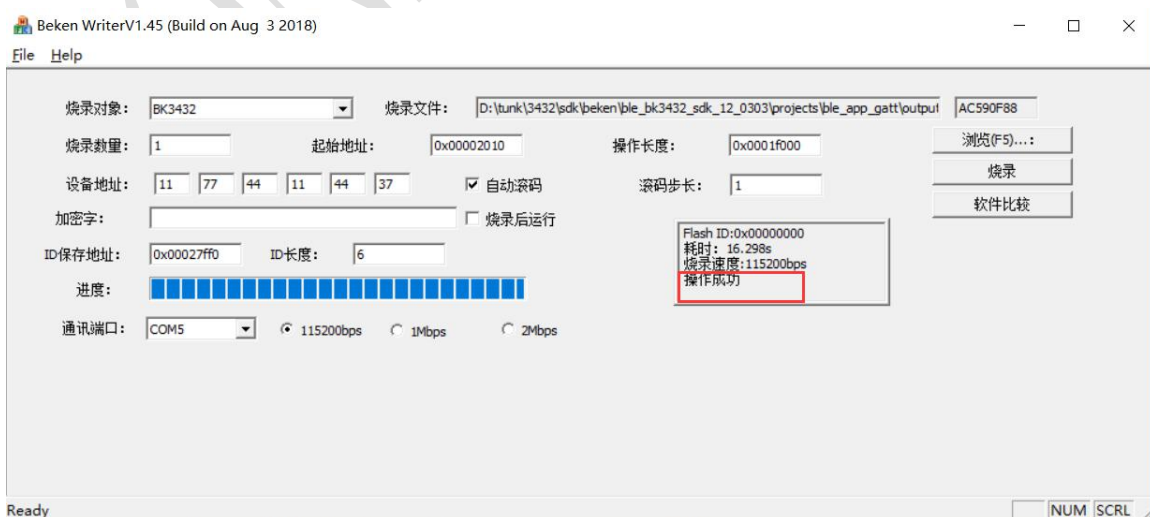 Beken WriterV1.45 (Build on Aug 3 2018)
File Help
烧录对象: BK3432 烧录文件: D:\tunk\3432\sdk\beken\ble_bk3432_sdk_12_0303\projects\ble_app_gatt\output AC590F88
烧录数量: 1 起始地址: 0x00002010 操作长度: 0x0001f000 浏览(F5)...:
设备地址: 11 77 44 11 44 37 自动滚码 滚码步长: 1 烧录
加密字: 烧录后运行 软件比较
ID保存地址: 0x00027ff0 ID长度: 6
Flash ID:0x00000000
耗时: 16.298s
烧录速度:115200bps
操作成功
进度:
通讯端口: COM5 115200bps 1Mbps 2Mbps
Ready NUM SCRL